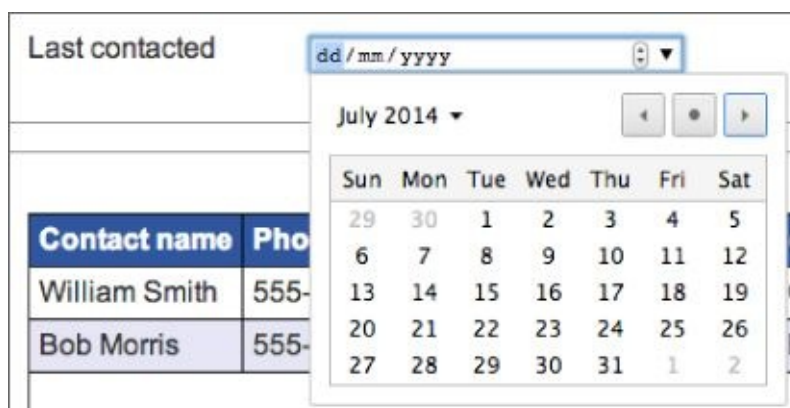 Last contacted dd/mm/yyyy
July 2014
Sun Mon Tue Wed Thu Fri Sat
29 30 1 2 3 4 5
6 7 8 9 10 11 12
13 14 15 16 17 18 19
20 21 22 23 24 25 26
27 28 29 30 31 1 2
Contact name Pho
William Smith 555-
Bob Morris 555-